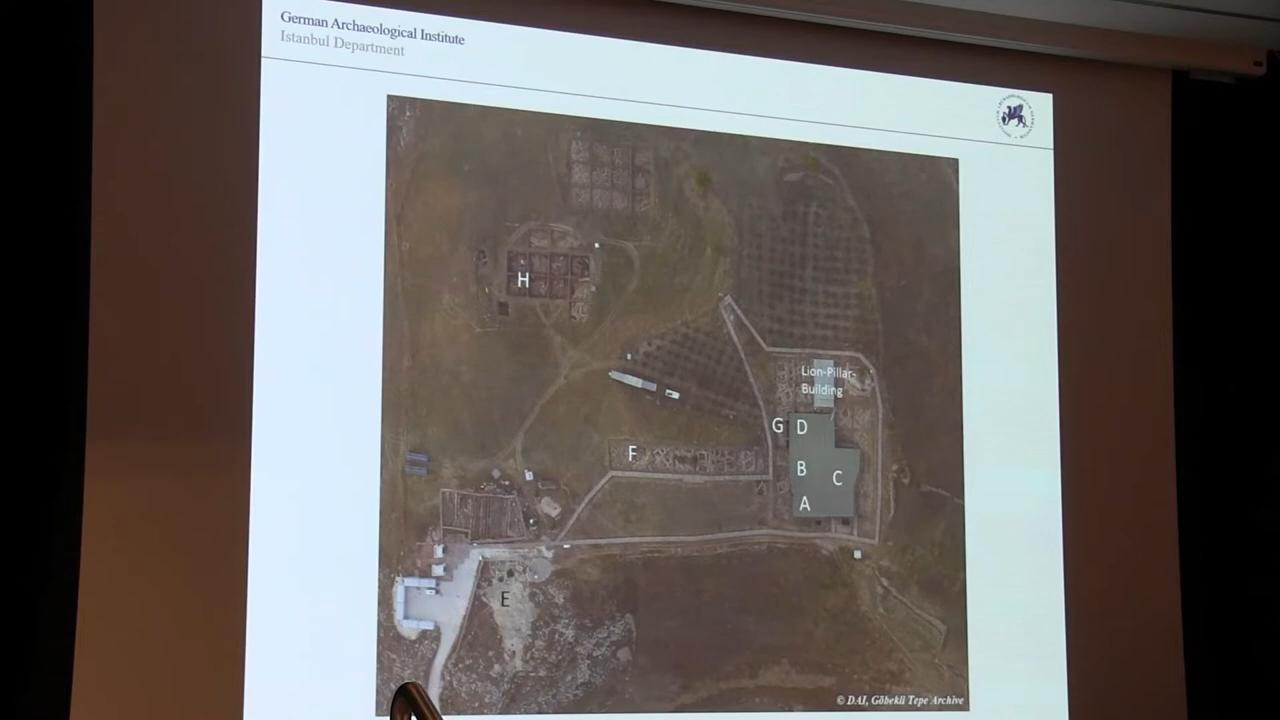 German Archaeological Institute
Istanbul Department
H
Lion-Pillar-
Building
G
D
F
B
C
A
E
© DAI, Göbekli Tepe Archive